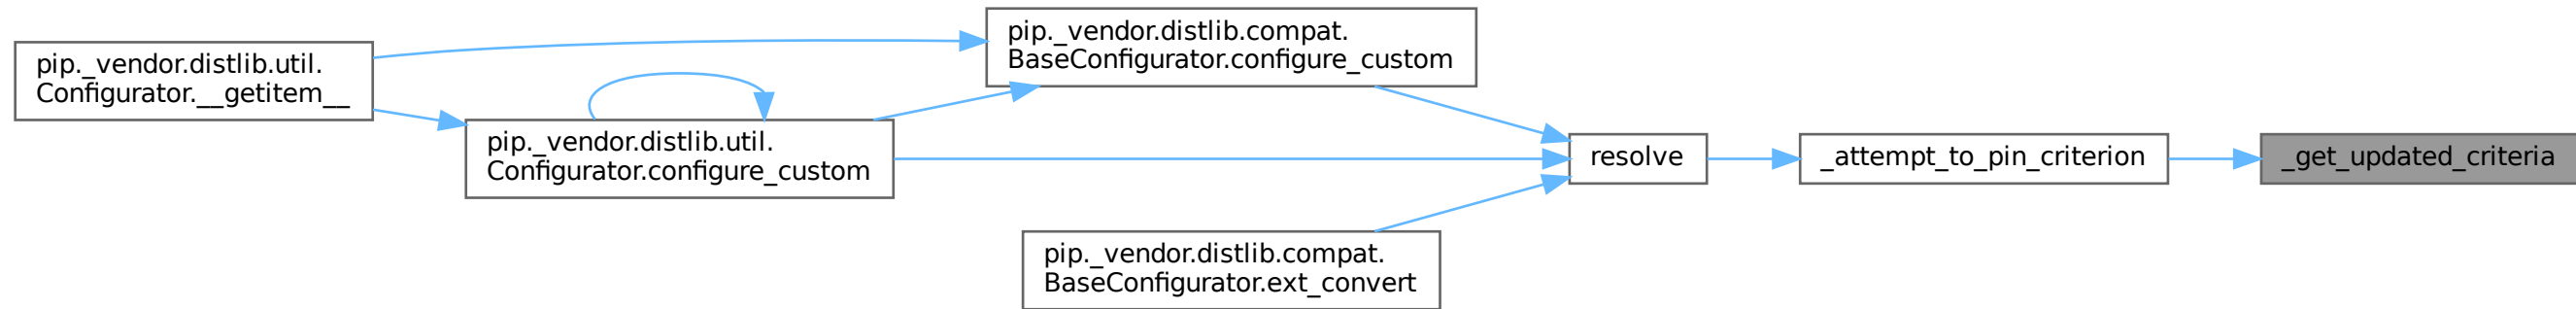 pip._vendor.distlib.util.
Configurator.__getitem__
pip._vendor.distlib.util.
Configurator.configure_custom
pip._vendor.distlib.compat.
BaseConfigurator.configure_custom
pip._vendor.distlib.compat.
BaseConfigurator.ext_convert
resolve
_attempt_to_pin_criterion
_get_updated_criteria